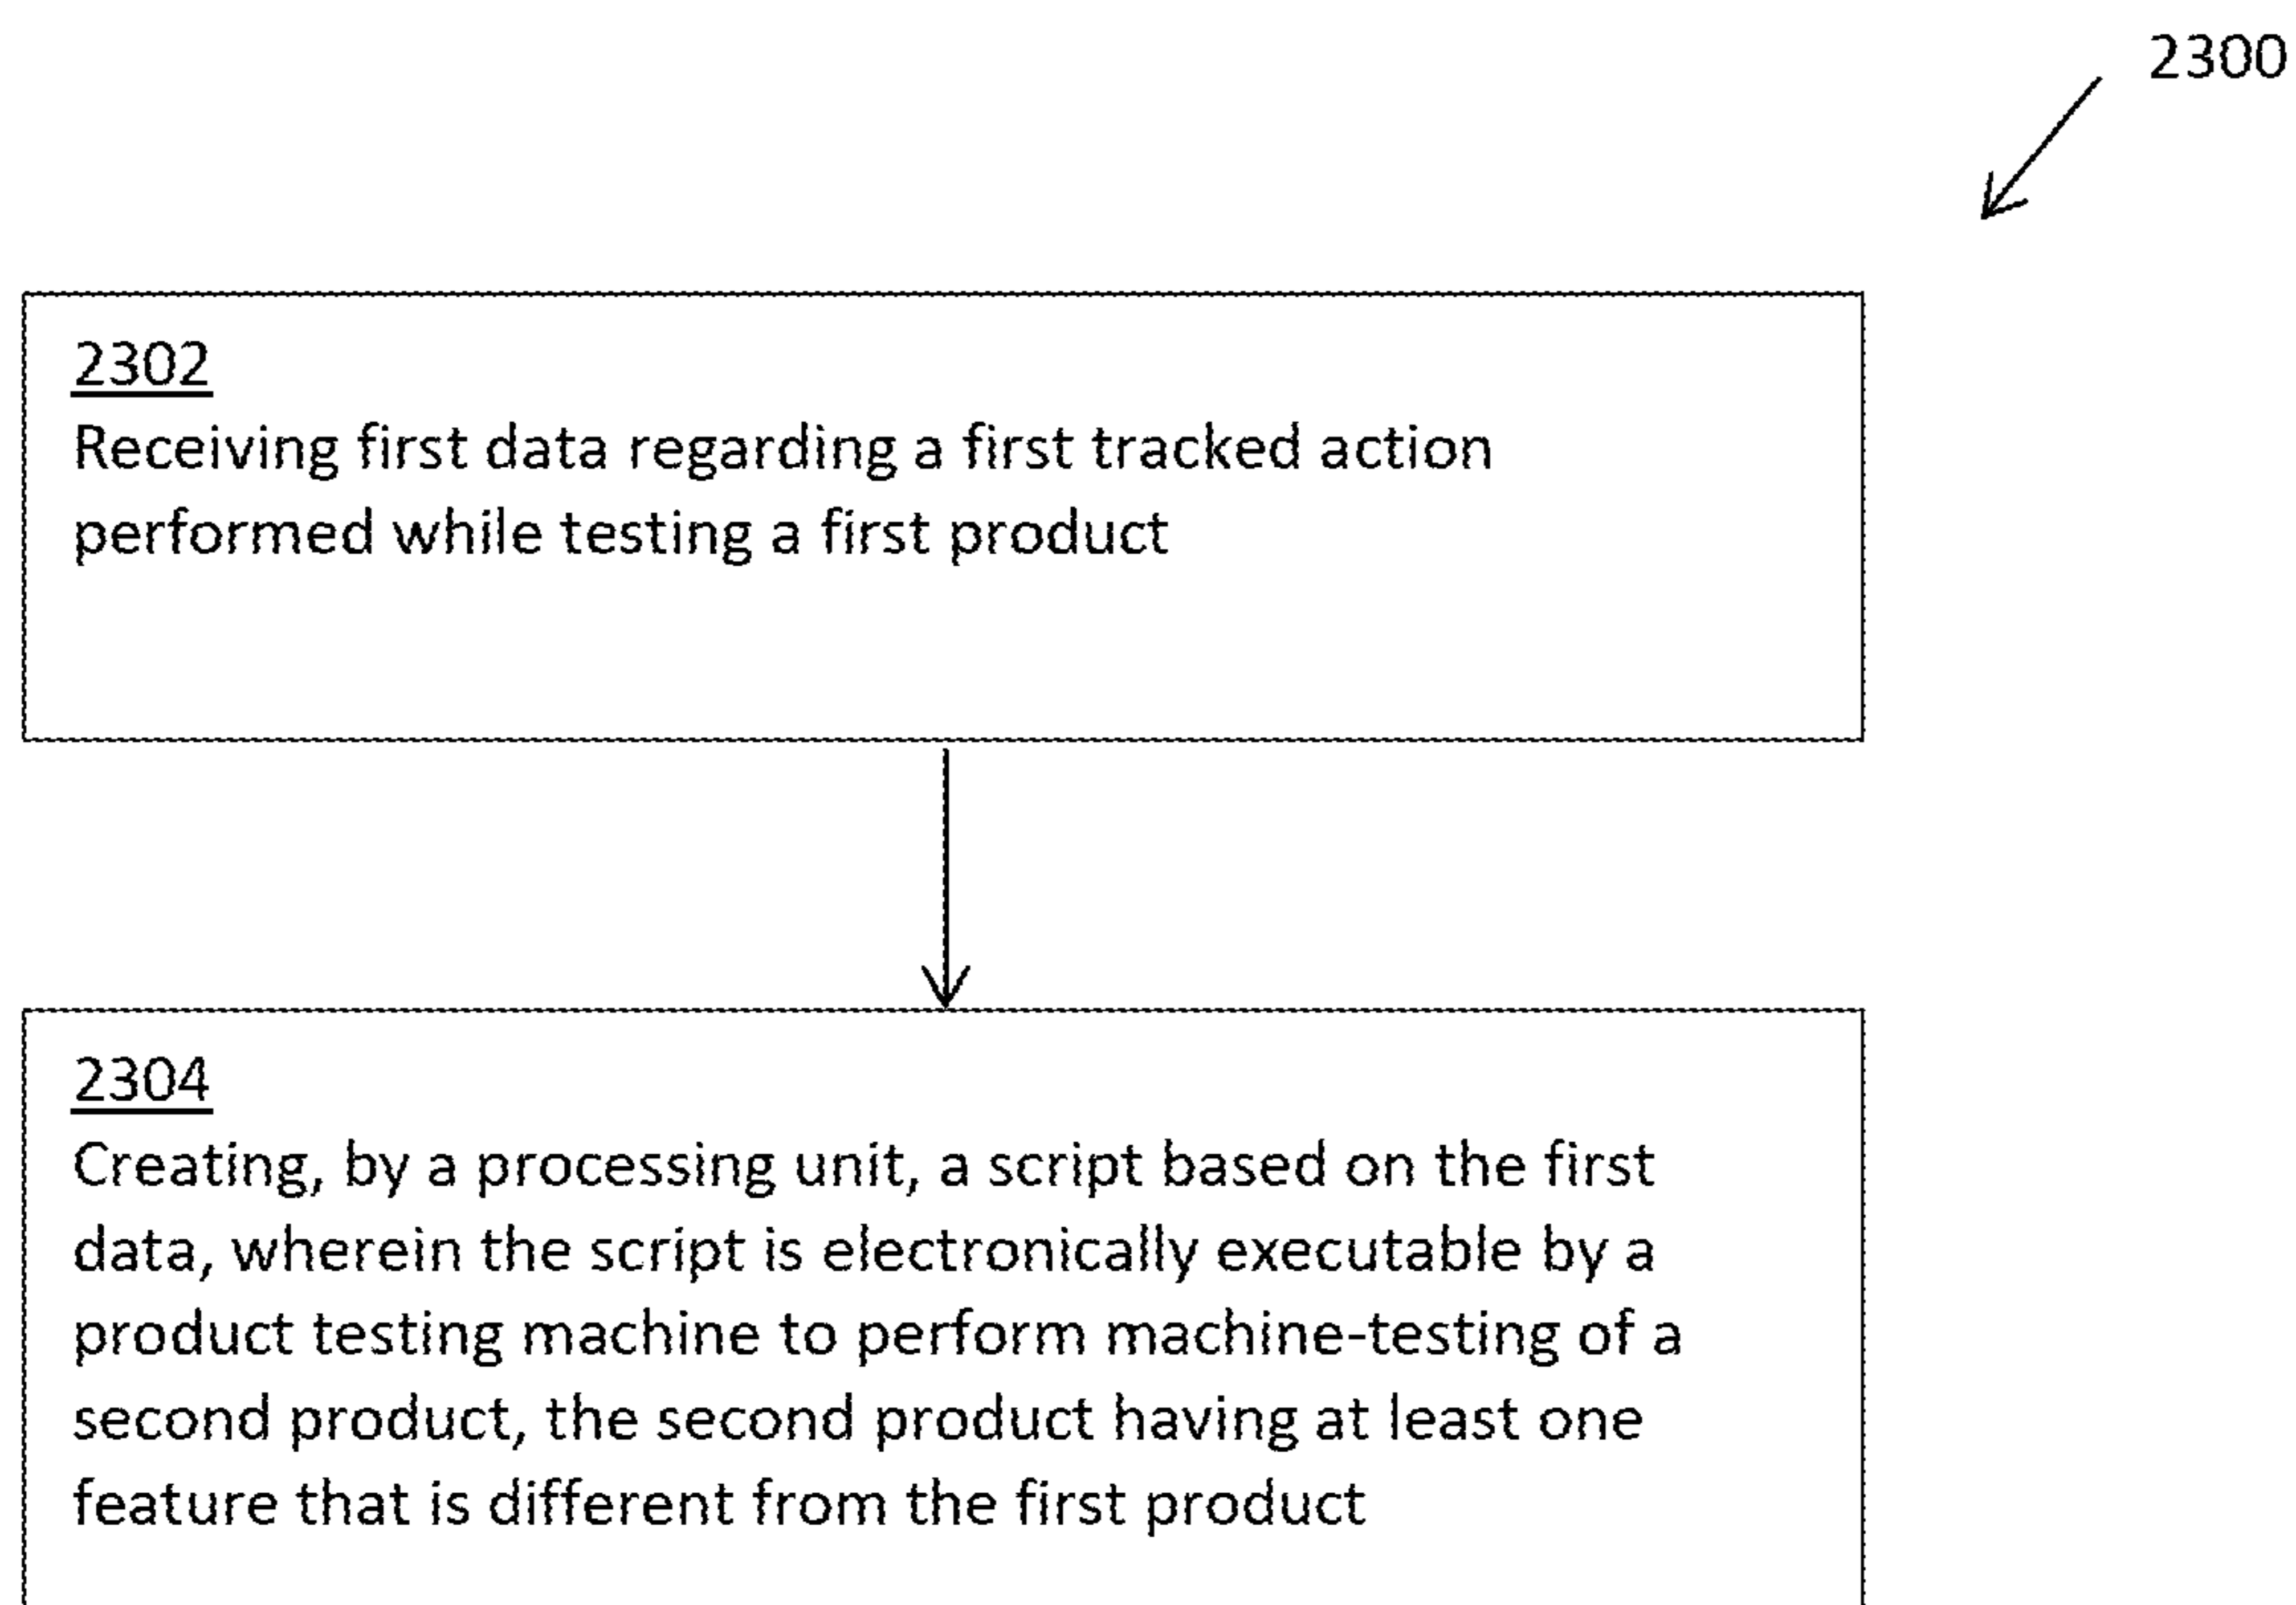 2300
2302
Receiving first data regarding a first tracked action
performed while testing a first product
2304
Creating, by a processing unit, a script based on the first
data, wherein the script is electronically executable by a
product testing machine to perform machine-testing of a
second product, the second product having at least one
feature that is different from the first product